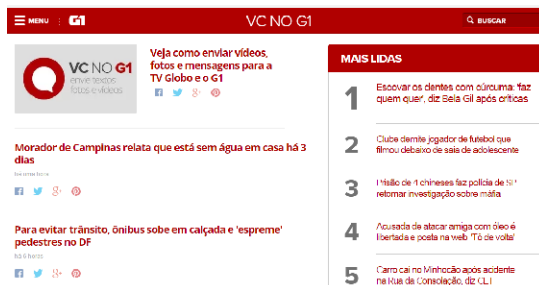 MENU
G1
VC NO G1
BUSCAR
VC NO G1
envie textos
fotos e vídeos
Veja como enviar vídeos,
fotos e mensagens para a
TV Globo e o G1
Morador de Campinas relata que está sem água em casa há 3
dias
Para evitar trânsito, ônibus sobe em calçada e 'espreme'
pedestres no DF
há 6 horas
MAIS LIDAS
1
Escovar os dentes com cúrcuma: 'faz
quem quer', diz Bela Gil após críticas
2
Clube demite jogador de futebol que
filmou debaixo de saia de adolescente
3
Prisão de 4 chineses faz polícia de SP
retomar investigação sobre máfia
4
Acusada de atacar amiga com óleo é
libertada e posta na web 'Tô de volta'
5
Carro cai no Minhocão após acidente
na Rua da Consolação, diz CET